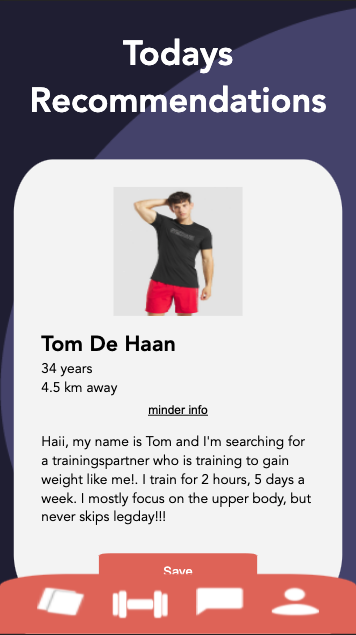 Todays
Recommendations
Tom De Haan
34 years
4.5 km away
minder info
Haii, my name is Tom and I'm searching for
a trainingspartner who is training to gain
weight like me!. I train for 2 hours, 5 days a
week. I mostly focus on the upper body, but
never skips legday!!!
Save